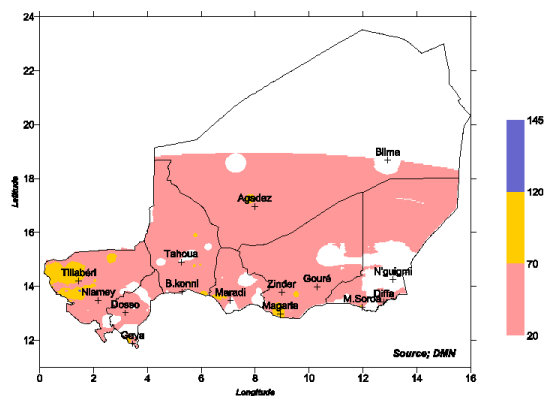 24
22
20
18
16
14
12
Latitude
0 2 4 6 8 10 12 14 16
Longitude
Bilma
Agadez
Tahoua
Tillabéri
B.konni
Niamey
Dosso
Gaya
Maradi
Zinder
Magaria
Gouré
N'guigmi
M.Soroa
Diffa
Source; DMN
145
120
70
20